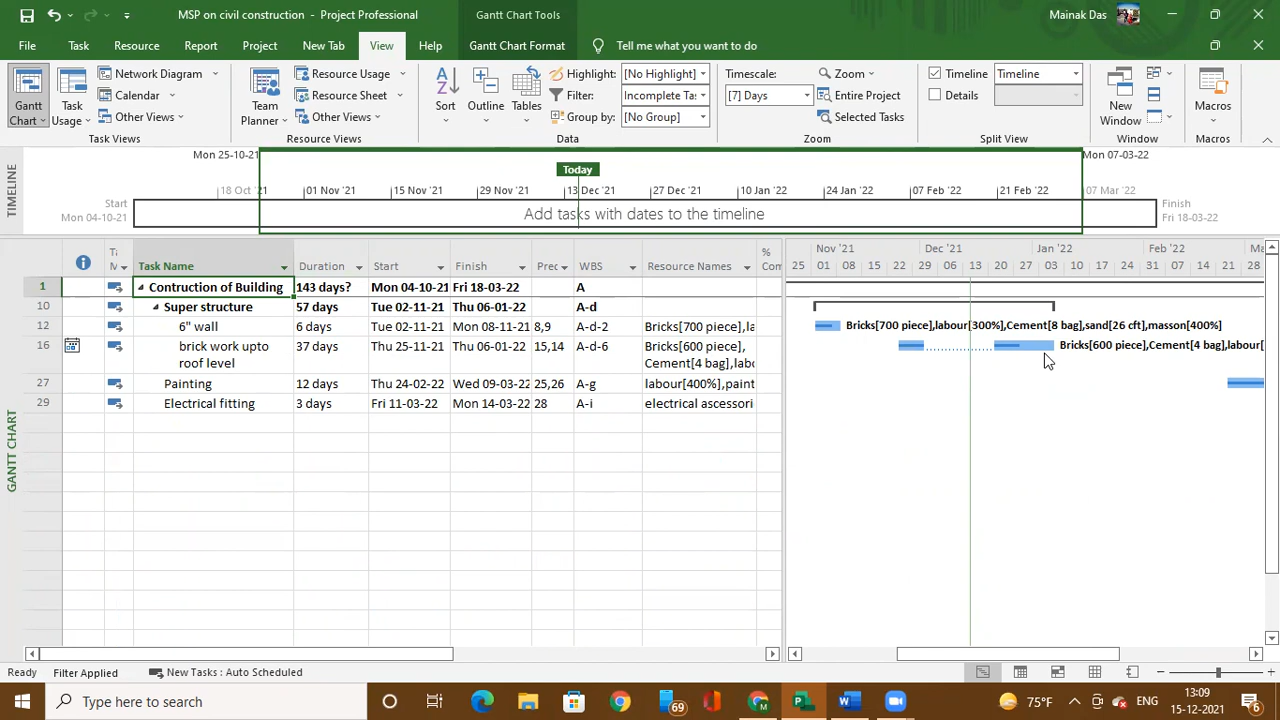 MSP on civil construction - Project Professional
Gantt Chart Tools
Mainak Das
File Task Resource Report Project New Tab View Help Gantt Chart Format Tell me what you want to do
Gantt Chart
Task Usage
Network Diagram
Calendar
Other Views
Task Views
Team Planner
Resource Usage
Resource Sheet
Other Views
Resource Views
Sort
Outline
Tables
Highlight: [No Highlight]
Filter: Incomplete Tas
Group by: [No Group]
Data
Timescale:
[7] Days
Zoom
Entire Project
Selected Tasks
Zoom
Timeline Timeline
Details
Split View
New Window
Window
Macros
Macros
TIMELINE
Mon 25-10-21
Mon 07-03-22
Today
18 Oct '21 01 Nov '21 15 Nov '21 29 Nov '21 13 Dec '21 27 Dec '21 10 Jan '22 24 Jan '22 07 Feb '22 21 Feb '22 07 Mar '22
Start
Mon 04-10-21
Add tasks with dates to the timeline
Finish
Fri 18-03-22
Task Name Duration Start Finish Prec WBS Resource Names % Com
Nov '21 Dec '21 Jan '22 Feb '22 Ma
25 01 08 15 22 29 06 13 20 27 03 10 17 24 31 07 14 21 28
1 Contruction of Building 143 days? Mon 04-10-21 Fri 18-03-22 A
10 Super structure 57 days Tue 02-11-21 Thu 06-01-22 A-d
12 6" wall 6 days Tue 02-11-21 Mon 08-11-21 8,9 A-d-2 Bricks[700 piece],la
Bricks[700 piece],labour[300%],Cement[8 bag],sand[26 cft],masson[400%]
16 brick work upto roof level 37 days Thu 25-11-21 Thu 06-01-22 15,14 A-d-6 Bricks[600 piece], Cement[4 bag],la
Bricks[600 piece],Cement[4 bag],labour[
27 Painting 12 days Thu 24-02-22 Wed 09-03-22 25,26 A-g labour[400%],paint
29 Electrical fitting 3 days Fri 11-03-22 Mon 14-03-22 28 A-i electrical ascessori
GANTT CHART
Ready Filter Applied New Tasks : Auto Scheduled
Type here to search
69
75°F
ENG
13:09
15-12-2021
6